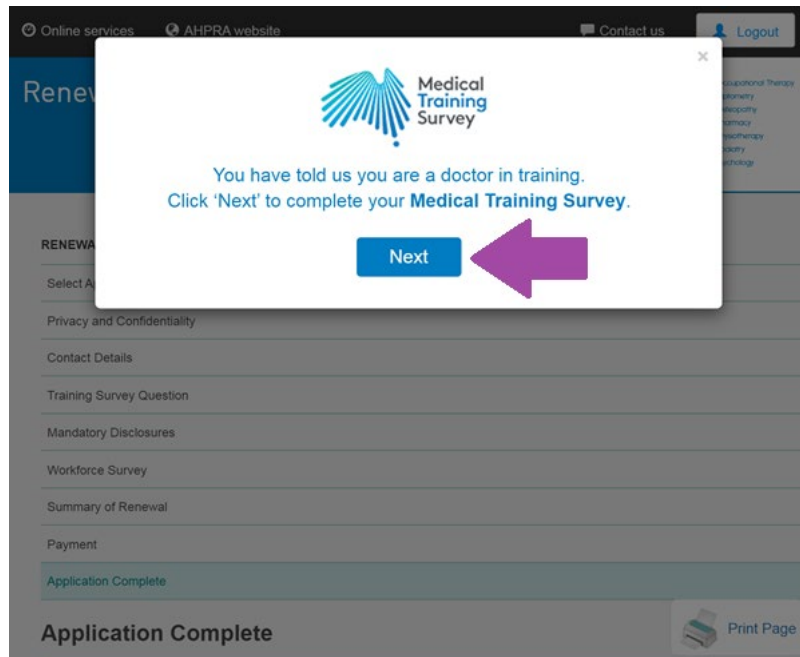 Online services AHPRA website Contact us Logout
Renew
Medical
Training
Survey
You have told us you are a doctor in training.
Click 'Next' to complete your Medical Training Survey.
Next
Occupational Therapy
Optometry
Osteopathy
Pharmacy
Physiotherapy
Podiatry
Psychology
RENEWA
Select A
Privacy and Confidentiality
Contact Details
Training Survey Question
Mandatory Disclosures
Workforce Survey
Summary of Renewal
Payment
Application Complete
Application Complete
Print Page